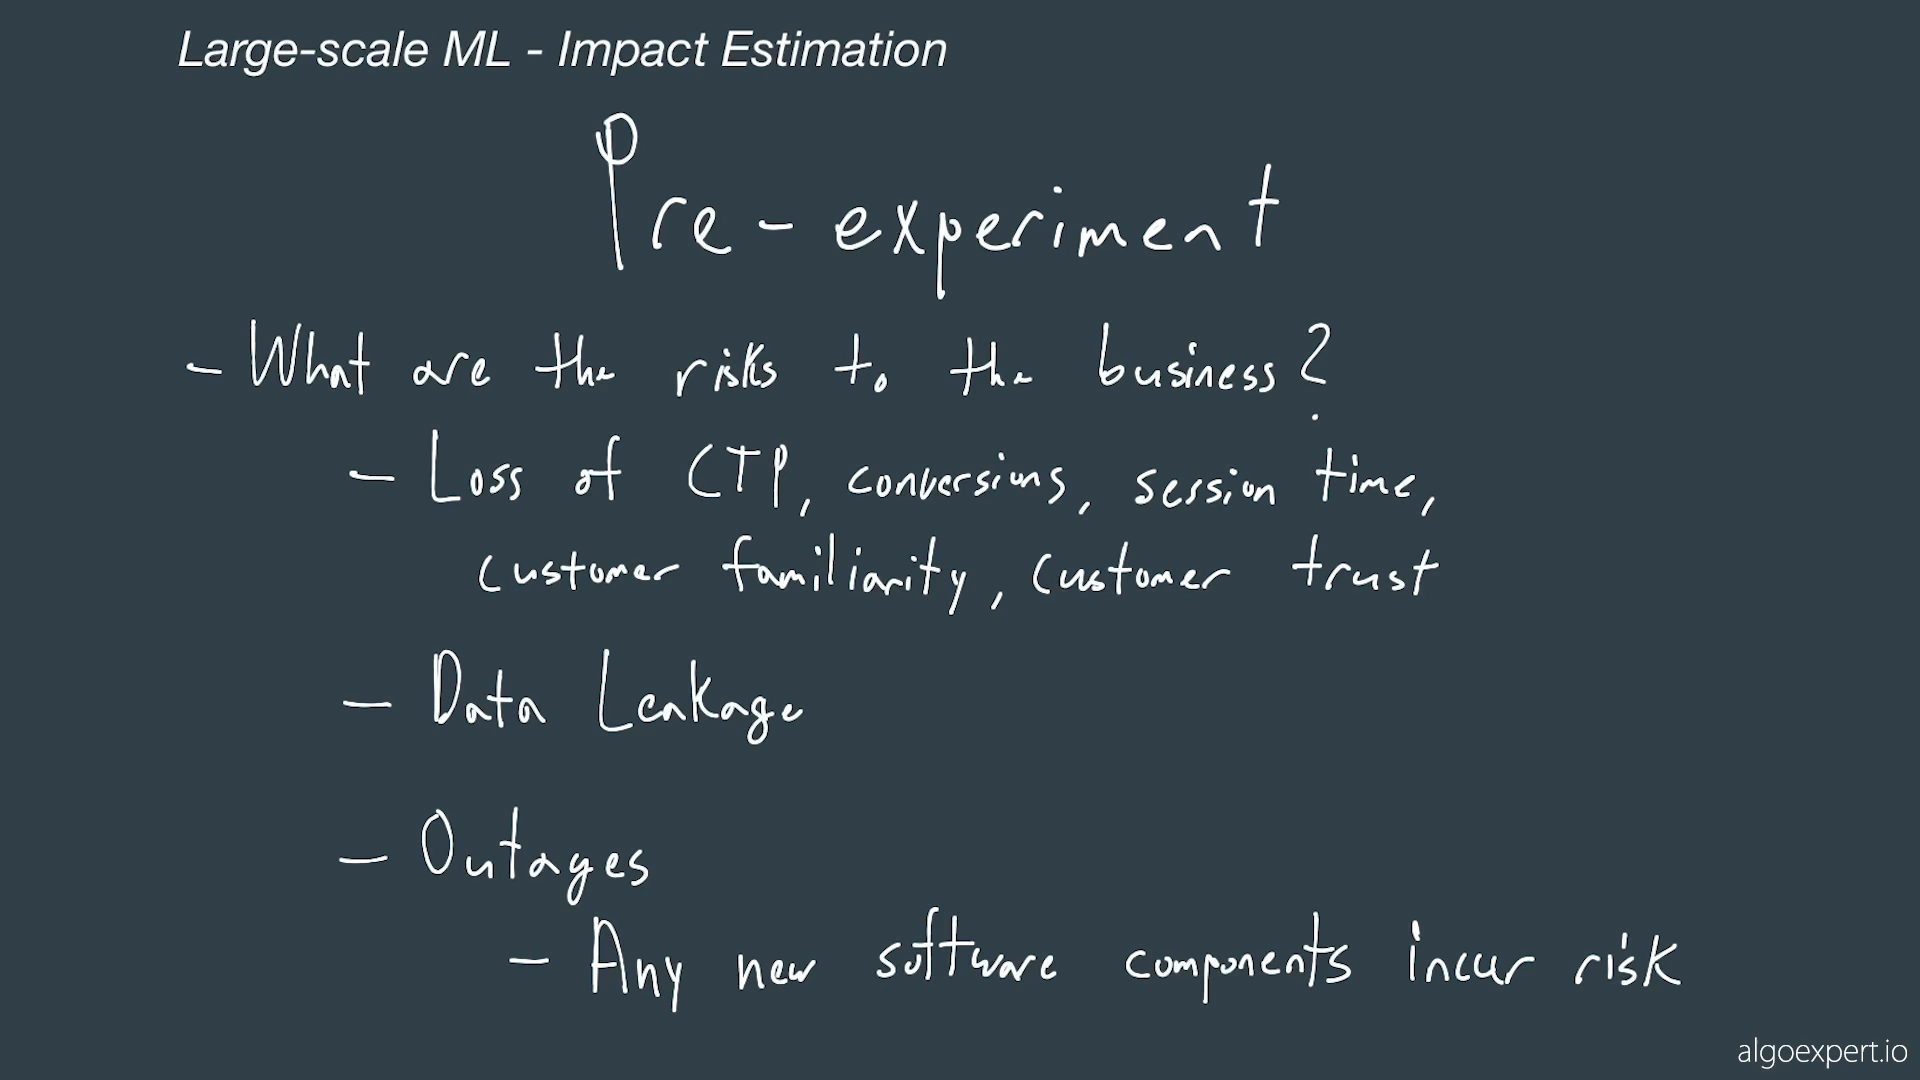 Large-scale ML - Impact Estimation
Pre-experiment
- What are the risks to the business?
- Loss of CTP, conversions, session time,
customer familiarity, customer trust
- Data Leakage
- Outages
- Any new software components incur risk
algoexpert.io